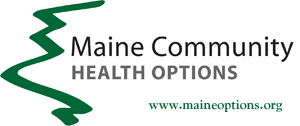 Maine Community
HEALTH OPTIONS
www.maineoptions.org